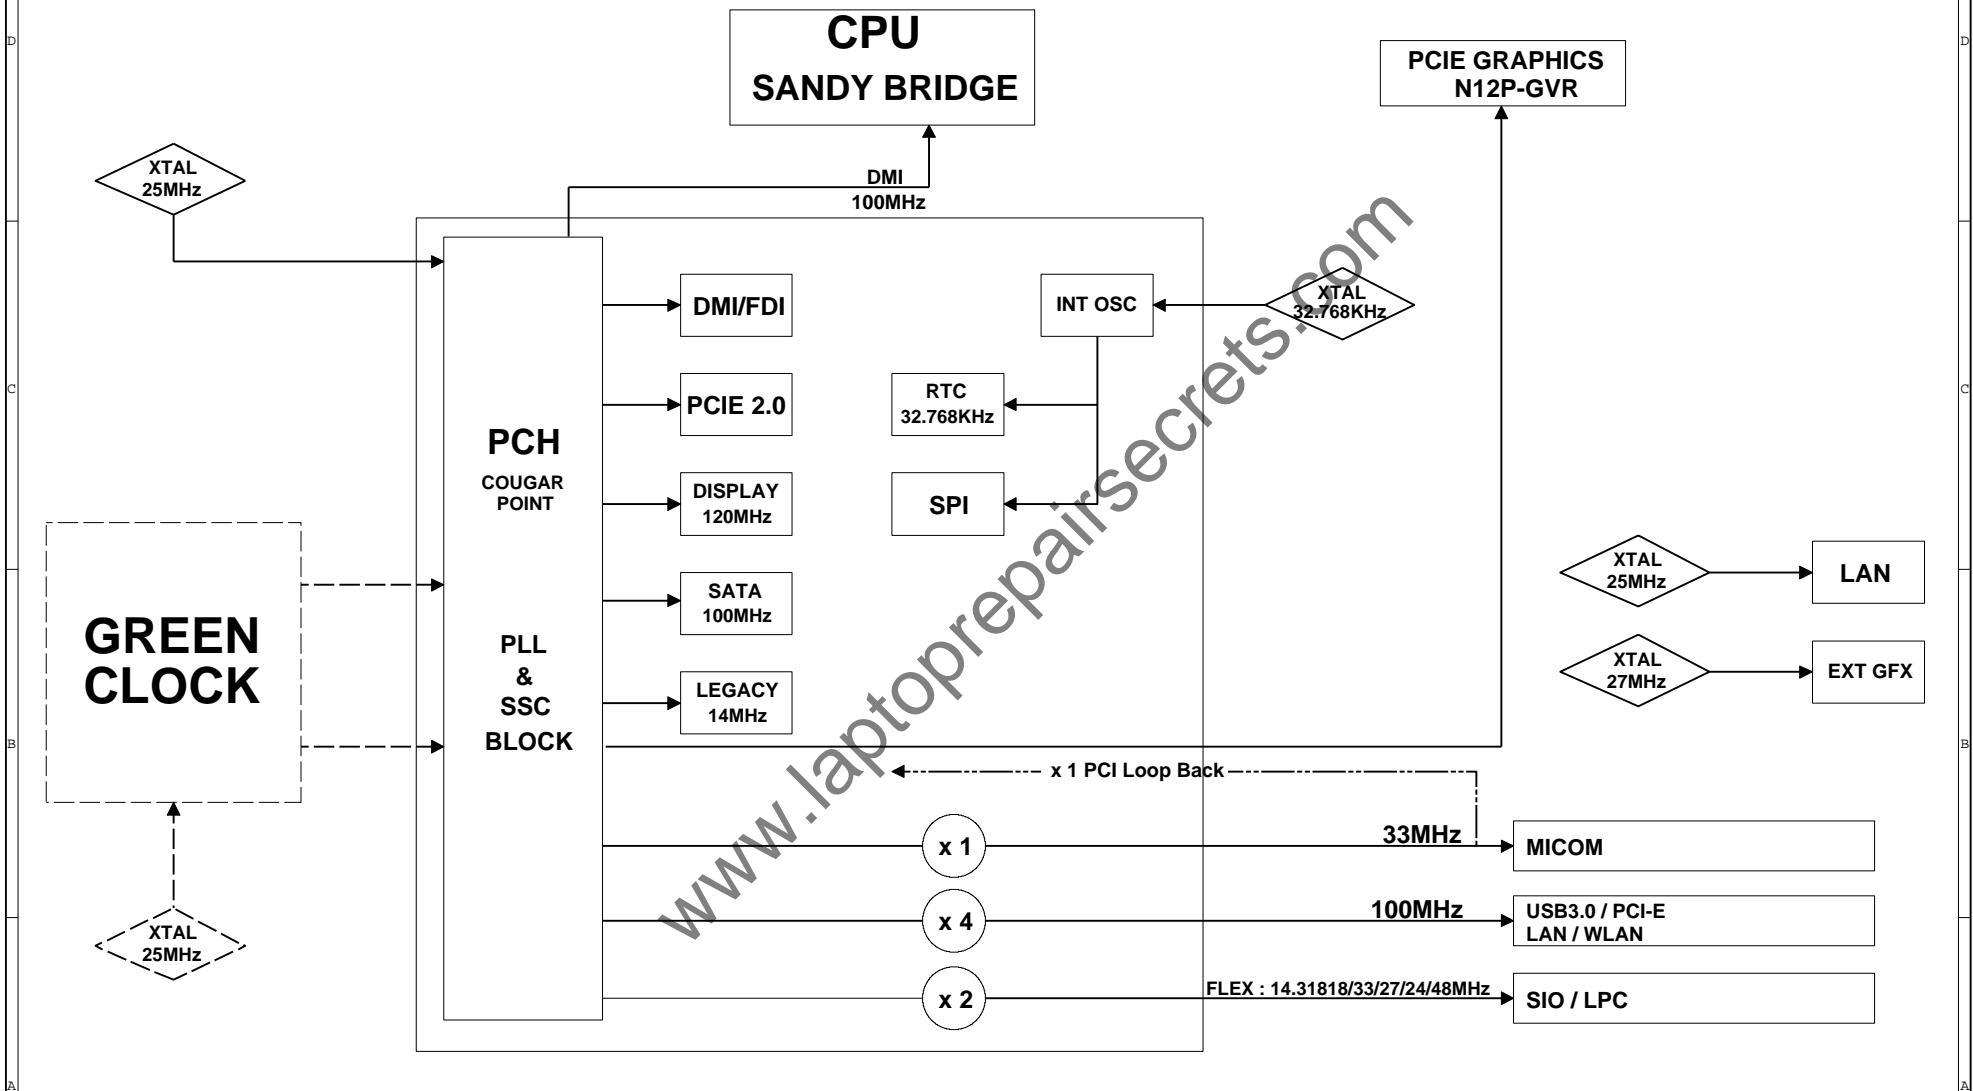 D
D
CPU
SANDY BRIDGE
PCIE GRAPHICS
N12P-GVR
XTAL
25MHz
DMI
100MHz
DMI/FDI
INT OSC
XTAL
32.768KHz
C
C
PCIE 2.0
RTC
32.768KHz
PCH
COUGAR
POINT
DISPLAY
120MHz
SPI
XTAL
25MHz
LAN
GREEN
CLOCK
SATA
100MHz
PLL
&
SSC
BLOCK
XTAL
27MHz
EXT GFX
LEGACY
14MHz
B
B
x 1 PCI Loop Back
x 1
33MHz
MICOM
XTAL
25MHz
x 4
100MHz
USB3.0 / PCI-E
LAN / WLAN
x 2
FLEX : 14.31818/33/27/24/48MHz
SIO / LPC
A
A
www.laptoprepairsecrets.com